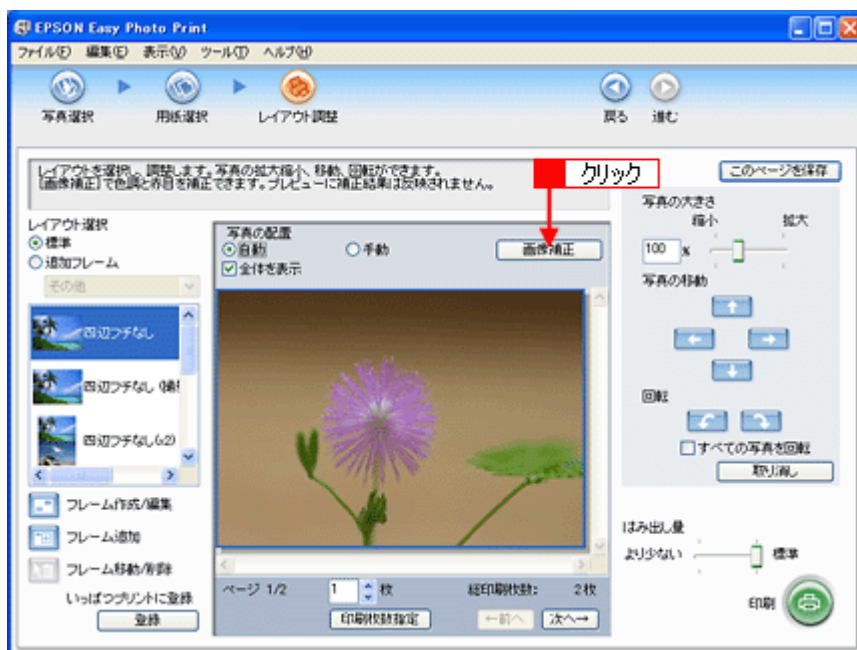 EPSON Easy Photo Print
ファイル(F) 編集(E) 表示(V) ツール(T) ヘルプ(H)
写真選択 用紙選択 レイアウト調整 戻る 進む
レイアウトを選択し、調整します。写真の拡大縮小、移動、回転ができます。
[画像補正]で色調と赤目を補正できます。プレビューに補正結果は反映されません。
クリック
このページを保存
レイアウト選択
標準
追加フレーム
その他
四辺フチなし
四辺フチなし
四辺フチなし(x2)
フレーム作成/編集
フレーム追加
フレーム移動/削除
いっぱつプリントに登録
登録
写真の配置
自動 手動 画像補正
全体を表示
ページ 1/2 1 枚 総印刷枚数: 2枚
印刷枚数指定 ←前へ 次へ→
写真の大きさ
縮小 拡大
100 %
写真の移動
回転
すべての写真を回転
取り消し
はみ出し量
より少ない 標準
印刷